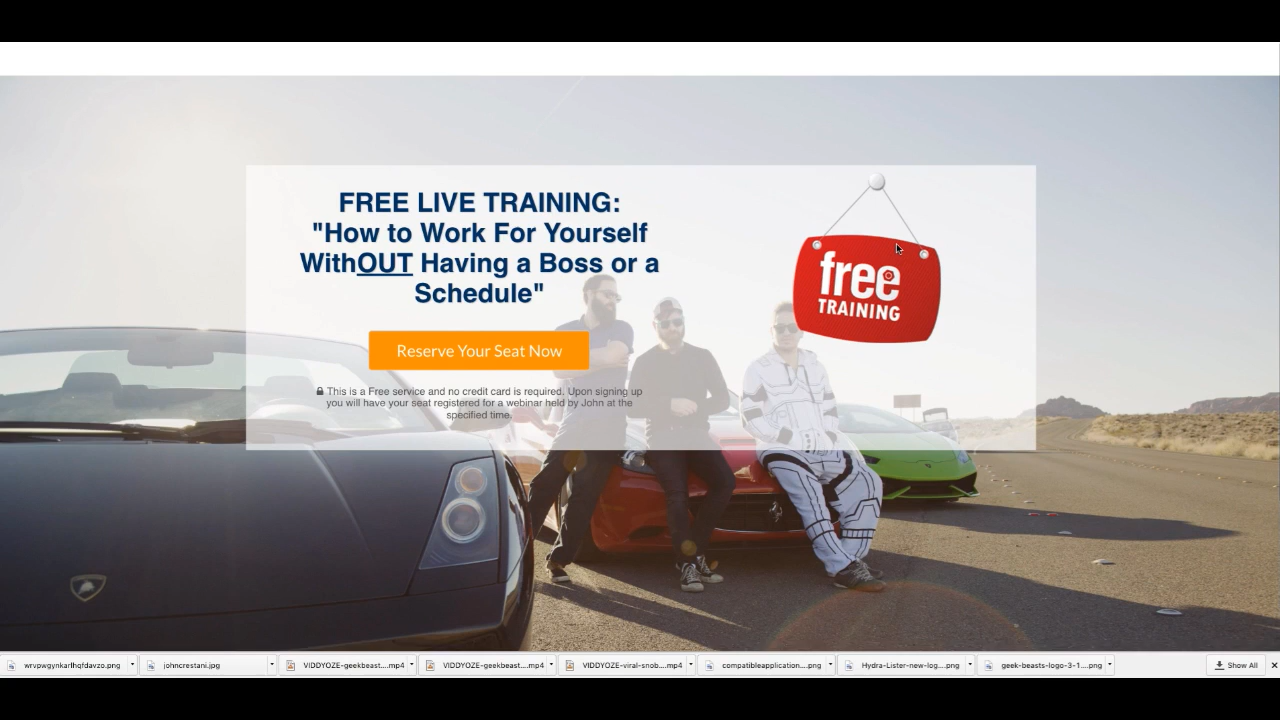 FREE LIVE TRAINING:
"How to Work For Yourself
WithOUT Having a Boss or a
Schedule"
free
TRAINING
Reserve Your Seat Now
This is a Free service and no credit card is required. Upon signing up
you will have your seat registered for a webinar held by John at the
specified time.
wrvpwgynkarlhqfdavzo.png
johncrestani.jpg
VIDDYOZE-geekbeast....mp4
VIDDYOZE-geekbeast....mp4
VIDDYOZE-viral-snob....mp4
compatibleapplication....png
Hydra-Lister-new-log....png
geek-beasts-logo-3-1....png
Show All